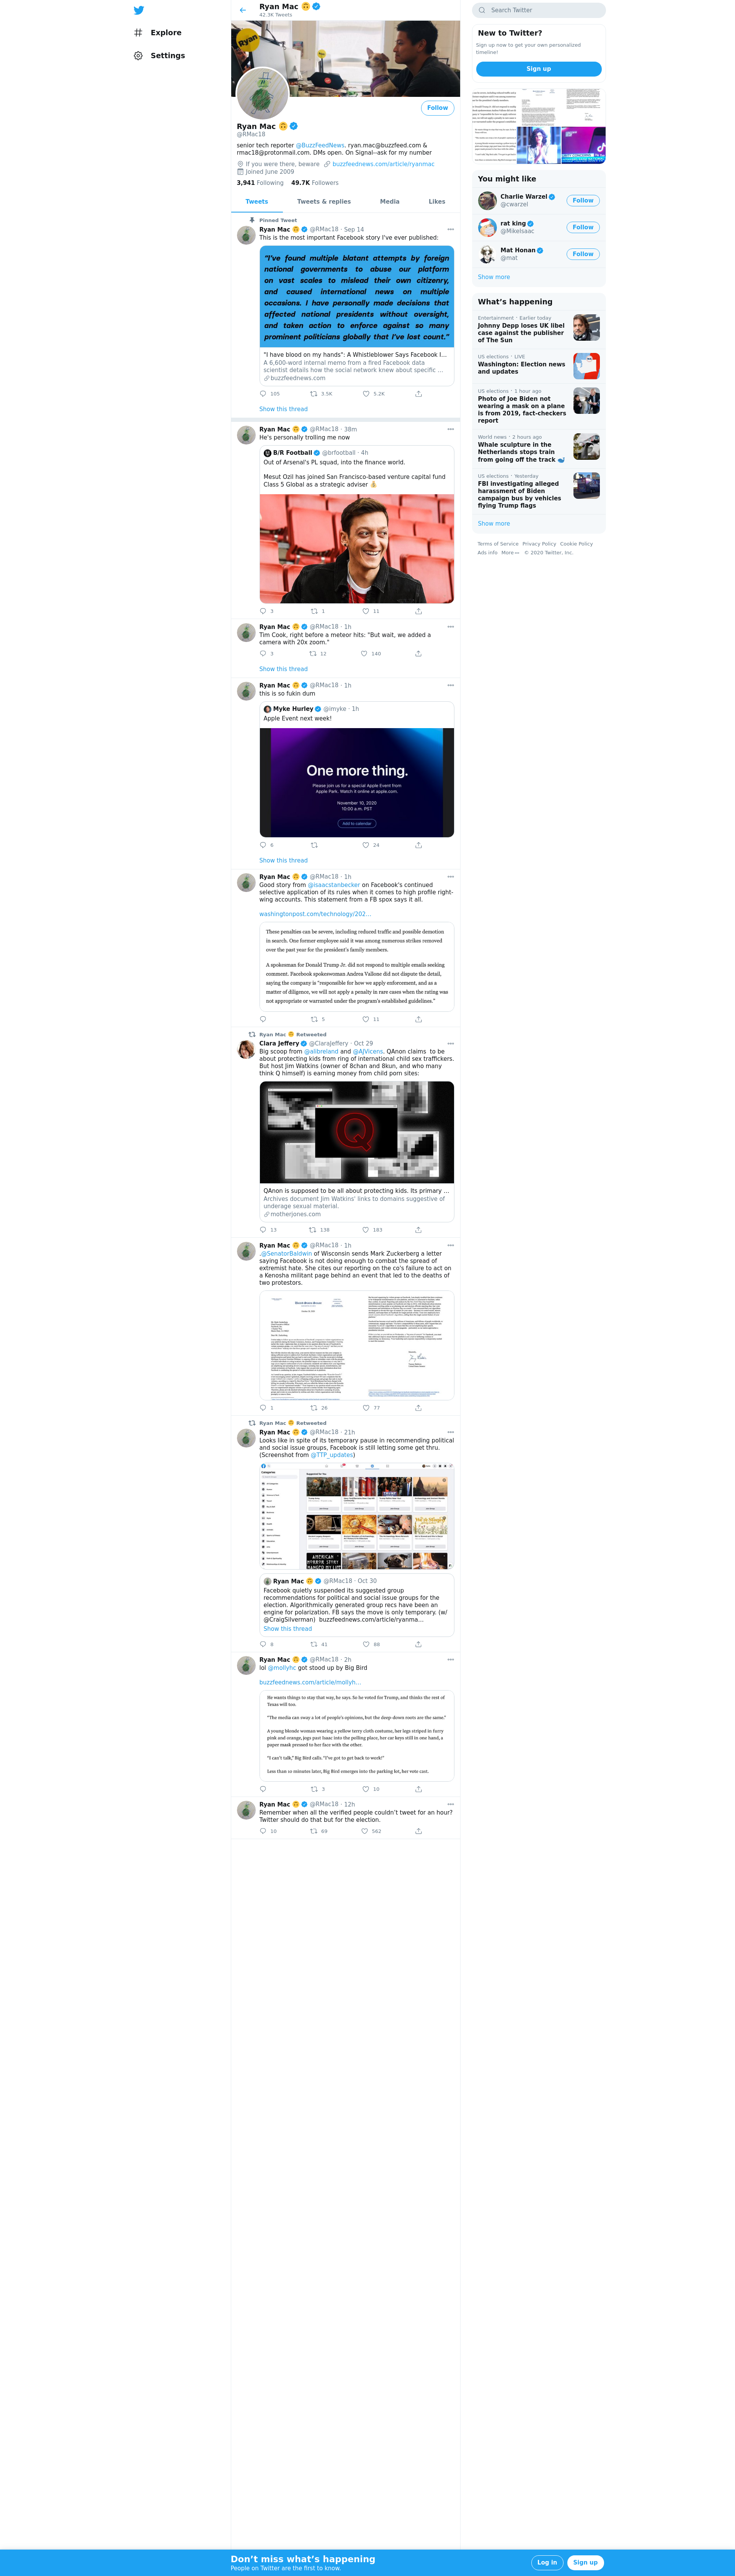 Explore
Settings
Ryan Mac 🙃
42.3K Tweets
Ryan
Follow
Ryan Mac 🙃
@RMac18
senior tech reporter @BuzzFeedNews. ryan.mac@buzzfeed.com &
rmac18@protonmail.com. DMs open. On Signal--ask for my number
If you were there, beware buzzfeednews.com/article/ryanmac
Joined June 2009
3,941 Following 49.7K Followers
Tweets Tweets & replies Media Likes
Pinned Tweet
Ryan Mac 🙃 @RMac18 · Sep 14
This is the most important Facebook story I've ever published:
"I've found multiple blatant attempts by foreign
national governments to abuse our platform
on vast scales to mislead their own citizenry,
and caused international news on multiple
occasions. I have personally made decisions that
affected national presidents without oversight,
and taken action to enforce against so many
prominent politicians globally that I've lost count."
"I have blood on my hands": A Whistleblower Says Facebook I...
A 6,600-word internal memo from a fired Facebook data
scientist details how the social network knew about specific ...
buzzfeednews.com
105 3.5K 5.2K
Show this thread
Ryan Mac 🙃 @RMac18 · 38m
He's personally trolling me now
B/R Football @brfootball · 4h
Out of Arsenal's PL squad, into the finance world.
Mesut Ozil has joined San Francisco-based venture capital fund
Class 5 Global as a strategic adviser 💰
3 1 11
Ryan Mac 🙃 @RMac18 · 1h
Tim Cook, right before a meteor hits: "But wait, we added a
camera with 20x zoom."
3 12 140
Show this thread
Ryan Mac 🙃 @RMac18 · 1h
this is so fukin dum
Myke Hurley @imyke · 1h
Apple Event next week!
One more thing.
Please join us for a special Apple Event from
Apple Park. Watch it online at apple.com.
November 10, 2020
10:00 a.m. PST
Add to calendar
6 24
Show this thread
Ryan Mac 🙃 @RMac18 · 1h
Good story from @isaacstanbecker on Facebook's continued
selective application of its rules when it comes to high profile right-
wing accounts. This statement from a FB spox says it all.
washingtonpost.com/technology/202...
These penalties can be severe, including reduced traffic and possible demotion
in search. One former employee said it was among numerous strikes removed
over the past year for the president's family members.
A spokesman for Donald Trump Jr. did not respond to multiple emails seeking
comment. Facebook spokeswoman Andrea Vallone did not dispute the detail,
saying the company is "responsible for how we apply enforcement, and as a
matter of diligence, we will not apply a penalty in rare cases when the rating was
not appropriate or warranted under the program's established guidelines."
5 11
Ryan Mac 🙃 Retweeted
Clara Jeffery @ClaraJeffery · Oct 29
Big scoop from @alibreland and @AJVicens. QAnon claims to be
about protecting kids from ring of international child sex traffickers.
But host Jim Watkins (owner of 8chan and 8kun, and who many
think Q himself) is earning money from child porn sites:
Q
QAnon is supposed to be all about protecting kids. Its primary ...
Archives document Jim Watkins' links to domains suggestive of
underage sexual material.
motherjones.com
13 138 183
Ryan Mac 🙃 @RMac18 · 1h
.@SenatorBaldwin of Wisconsin sends Mark Zuckerberg a letter
saying Facebook is not doing enough to combat the spread of
extremist hate. She cites our reporting on the co's failure to act on
a Kenosha militant page behind an event that led to the deaths of
two protestors.
1 26 77
Ryan Mac 🙃 Retweeted
Ryan Mac 🙃 @RMac18 · 21h
Looks like in spite of its temporary pause in recommending political
and social issue groups, Facebook is still letting some get thru.
(Screenshot from @TTP_updates)
AMERICAN
HORROR STORY
Ryan Mac 🙃 @RMac18 · Oct 30
Facebook quietly suspended its suggested group
recommendations for political and social issue groups for the
election. Algorithmically generated group recs have been an
engine for polarization. FB says the move is only temporary. (w/
@CraigSilverman) buzzfeednews.com/article/ryanma...
Show this thread
8 41 68
Ryan Mac 🙃 @RMac18 · 2h
lol @mollyhc got stood up by Big Bird
buzzfeednews.com/article/mollyh...
He wants things to stay that way, he says. So he voted for Trump, and thinks the rest of
Texas will too.
"The media can sway a lot of people's opinions, but the deep-down roots are the same."
A young blonde woman wearing a yellow terry cloth costume, her legs striped in furry
pink and orange, jogs past Isaac into the polling place, her car keys still in one hand, a
paper mask pressed to her face with the other.
"I can't talk," Big Bird calls. "I've got to get back to work!"
Less than 10 minutes later, Big Bird emerges into the parking lot, her vote cast.
3 10
Ryan Mac 🙃 @RMac18 · 12h
Remember when all the verified people couldn't tweet for an hour?
Twitter should do that but for the election.
10 69 562
Search Twitter
New to Twitter?
Sign up now to get your own personalized
timeline!
Sign up
You might like
Charlie Warzel
@cwarzel
Follow
rat king
@MikeIsaac
Follow
Mat Honan
@mat
Follow
Show more
What's happening
Entertainment · Earlier today
Johnny Depp loses UK libel
case against the publisher
of The Sun
US elections · LIVE
Washington: Election news
and updates
US elections · 1 hour ago
Photo of Joe Biden not
wearing a mask on a plane
is from 2019, fact-checkers
report
World news · 2 hours ago
Whale sculpture in the
Netherlands stops train
from going off the track 🐋
US elections · Yesterday
FBI investigating alleged
harassment of Biden
campaign bus by vehicles
flying Trump flags
Show more
Terms of Service Privacy Policy Cookie Policy
Ads info More © 2020 Twitter, Inc.
Don't miss what's happening
People on Twitter are the first to know.
Log in Sign up